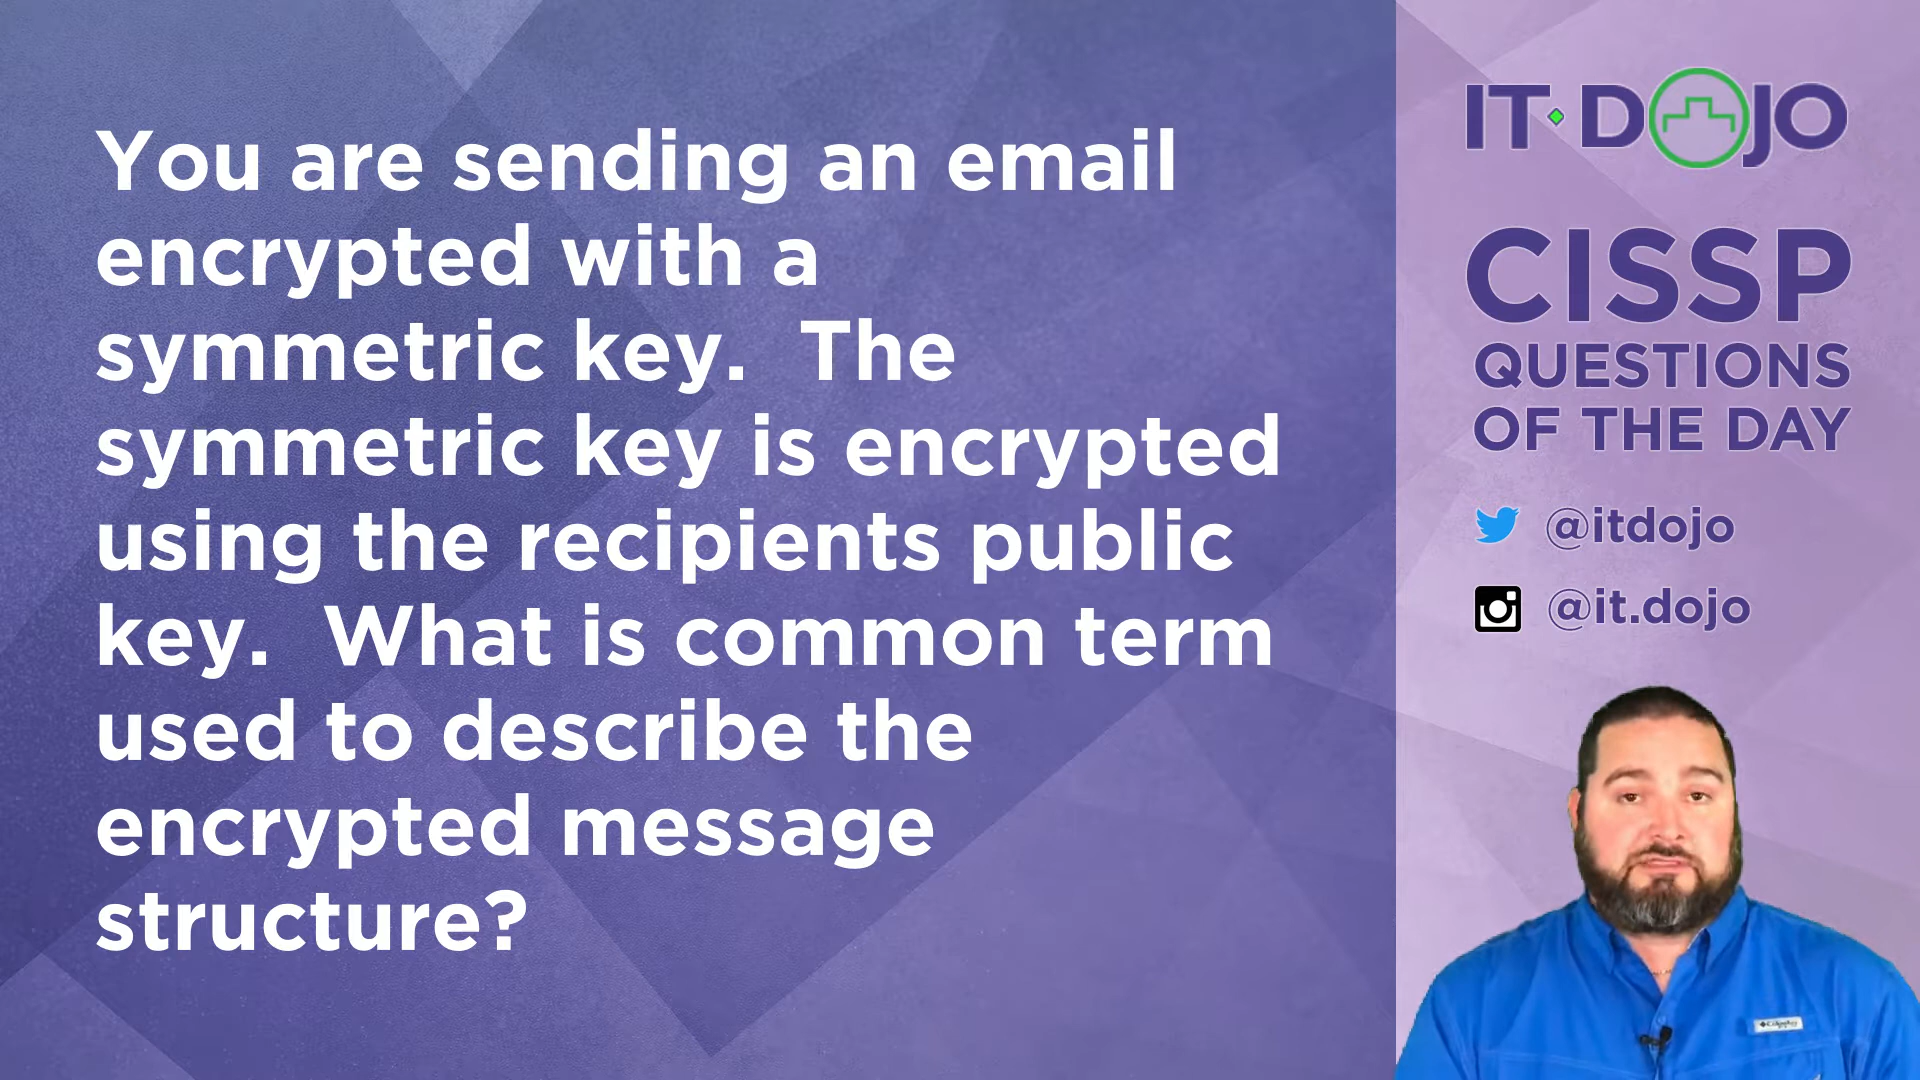 You are sending an email
encrypted with a
symmetric key.  The
symmetric key is encrypted
using the recipients public
key.  What is common term
used to describe the
encrypted message
structure?
IT DOJO
CISSP
QUESTIONS
OF THE DAY
@itdojo
@it.dojo
Columbia